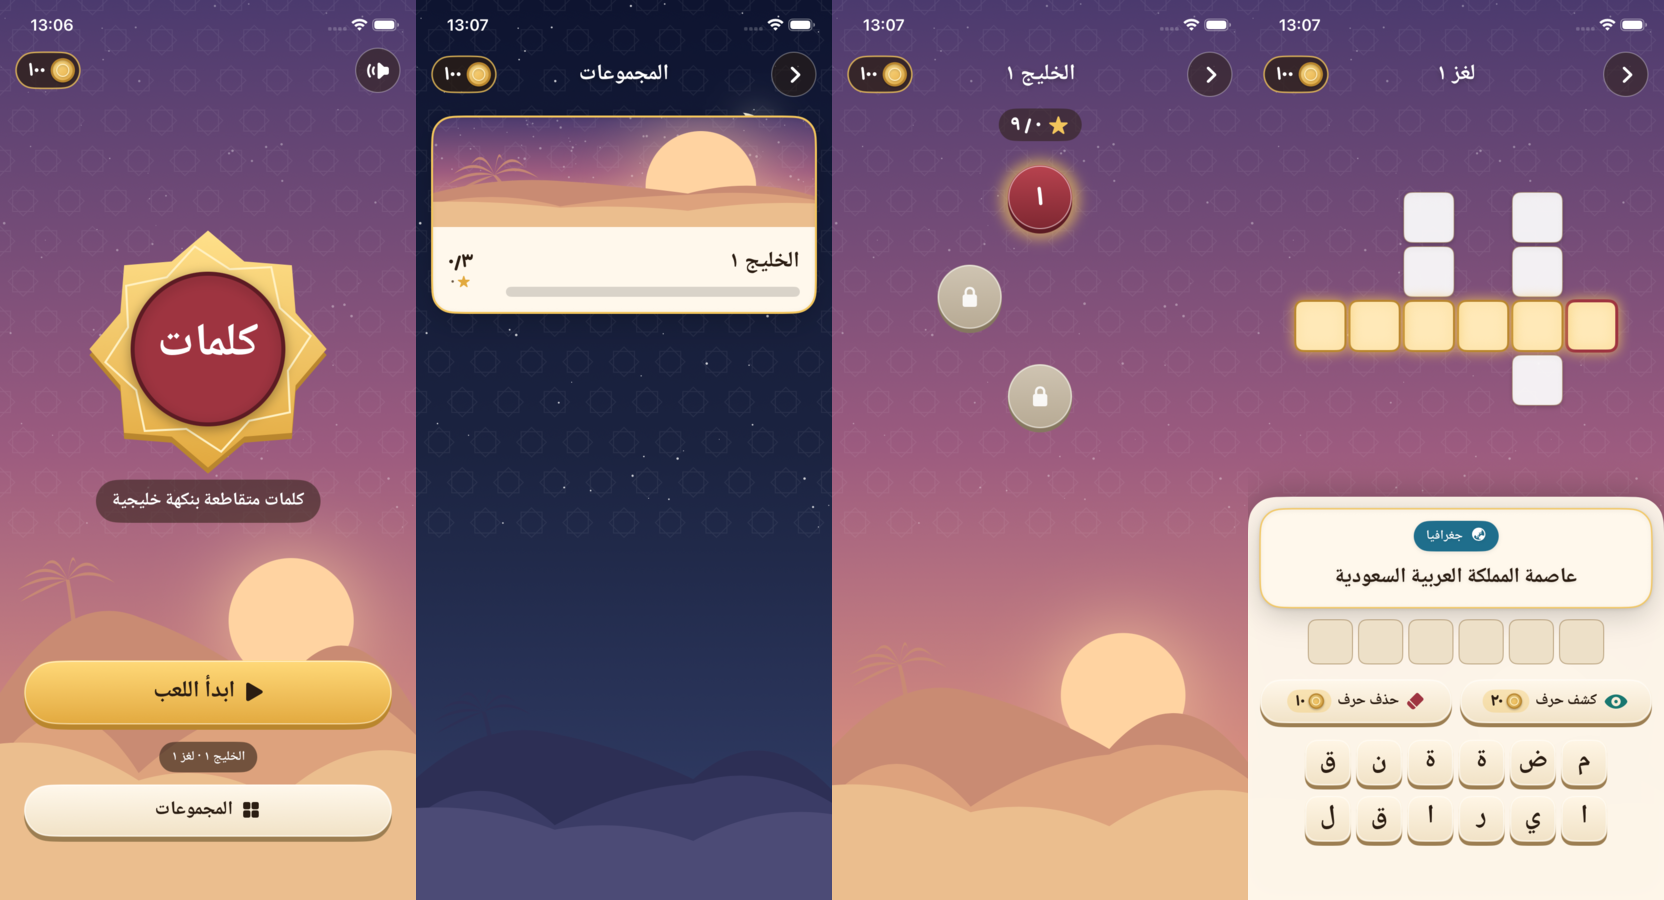 13:06
١٠٠
كلمات
كلمات متقاطعة بنكهة خليجية
ابدأ اللعب
الخليج ١ · لغز ١
المجموعات
13:07
المجموعات
١٠٠
الخليج ١
٠/٣
٠
13:07
الخليج ١
١٠٠
٩/٠
١
13:07
لغز ١
١٠٠
جغرافيا
عاصمة المملكة العربية السعودية
كشف حرف ٢٠
حذف حرف ١٠
م ض ة ة ن ق
ا ي ر ا ق ل